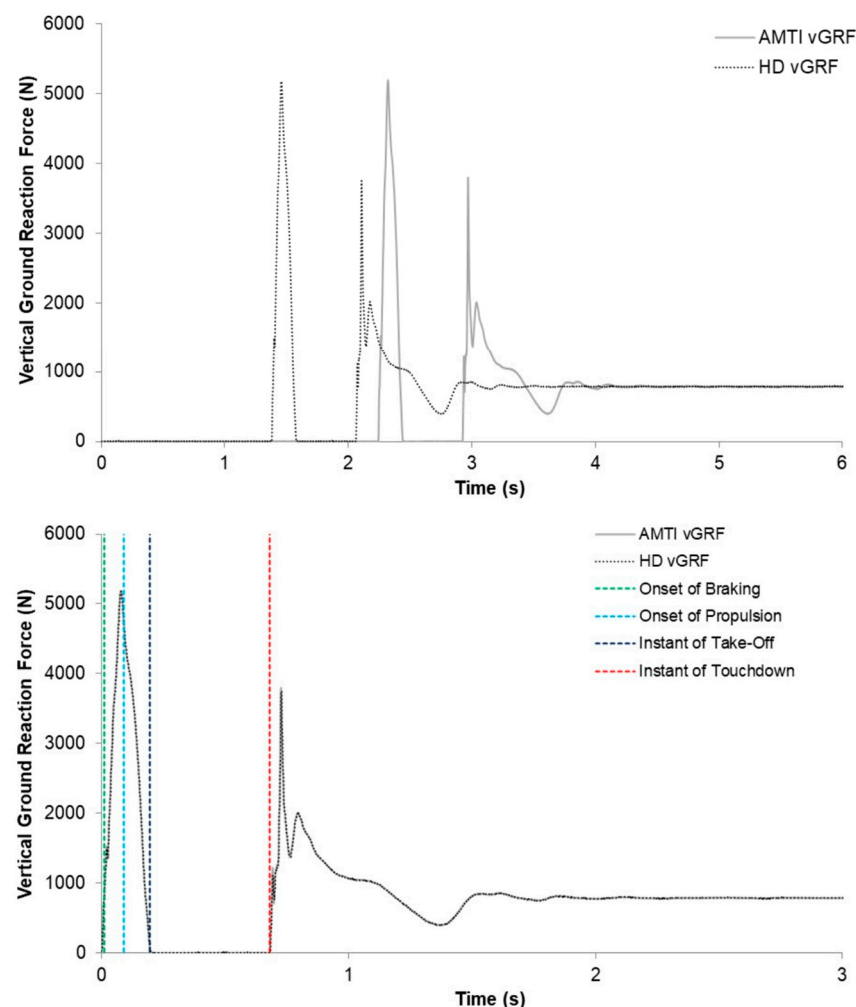 6000
5000
4000
3000
2000
1000
0
Vertical Ground Reaction Force (N)
AMTI vGRF
HD vGRF
0 1 2 3 4 5 6
Time (s)
6000
5000
4000
3000
2000
1000
0
Vertical Ground Reaction Force (N)
AMTI vGRF
HD vGRF
Onset of Braking
Onset of Propulsion
Instant of Take-Off
Instant of Touchdown
0 1 2 3
Time (s)